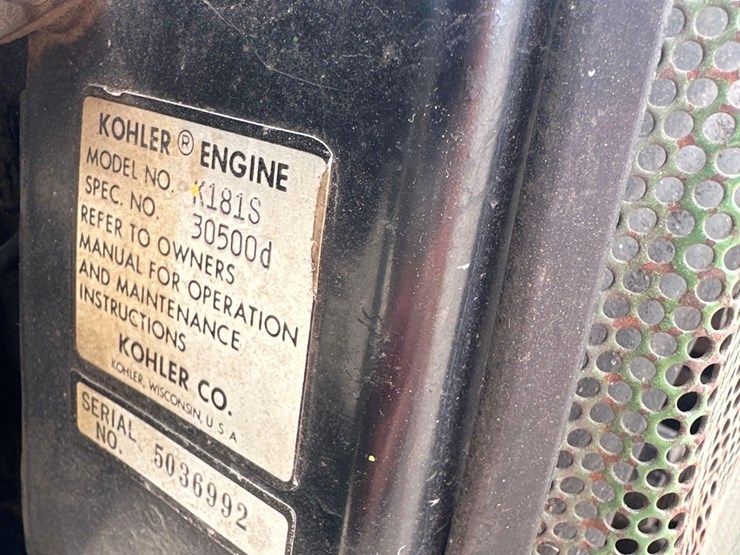 KOHLER ® ENGINE
MODEL NO. K181S
SPEC. NO. 30500d
REFER TO OWNERS
MANUAL FOR OPERATION
AND MAINTENANCE
INSTRUCTIONS
KOHLER CO.
KOHLER, WISCONSIN, U S A
SERIAL
NO. 5036992